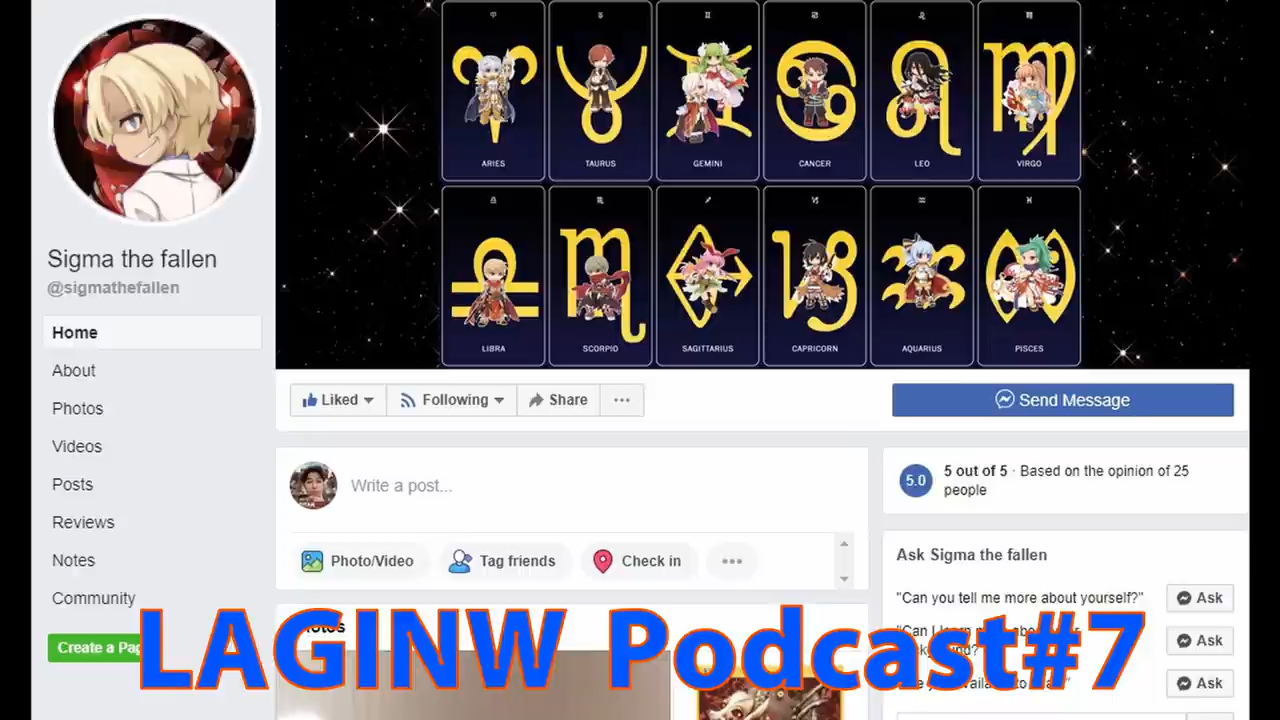 ARIES
TAURUS
GEMINI
CANCER
LEO
VIRGO
LIBRA
SCORPIO
SAGITTARIUS
CAPRICORN
AQUARIUS
PISCES
Sigma the fallen
@sigmathefallen
Home
About
Photos
Videos
Posts
Reviews
Notes
Community
Create a Pag
Liked
Following
Share
Send Message
Write a post...
Photo/Video
Tag friends
Check in
5.0
5 out of 5 · Based on the opinion of 25
people
Ask Sigma the fallen
"Can you tell me more about yourself?"
Ask
"Can I
Ask
Ask
LAGINW Podcast#7